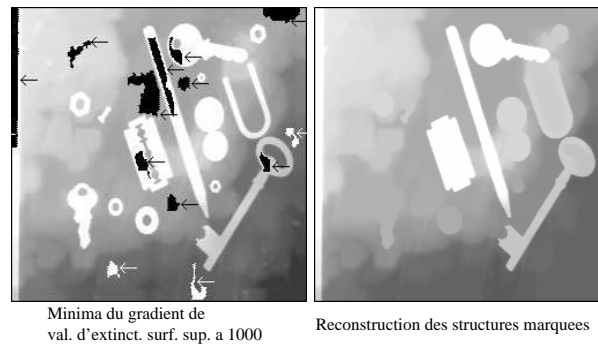 Minima du gradient de
val. d'extinct. surf. sup. a 1000
Reconstruction des structures marquees